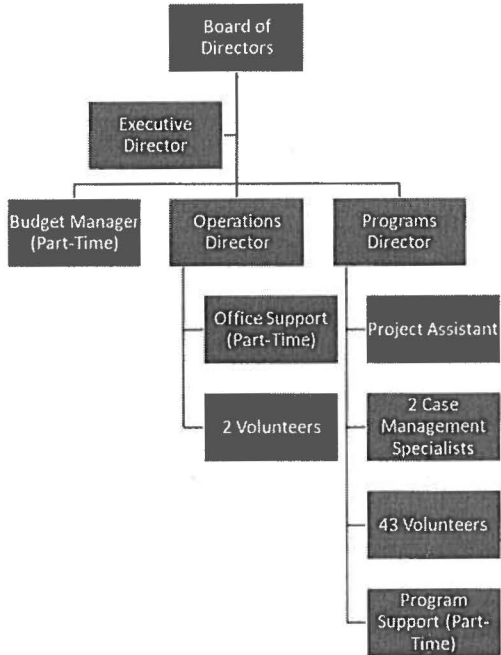 Board of
Directors
Executive
Director
Budget Manager
(Part-Time)
Operations
Director
Programs
Director
Office Support
(Part-Time)
2 Volunteers
Project Assistant
2 Case
Management
Specialists
43 Volunteers
Program
Support (Part-
Time)